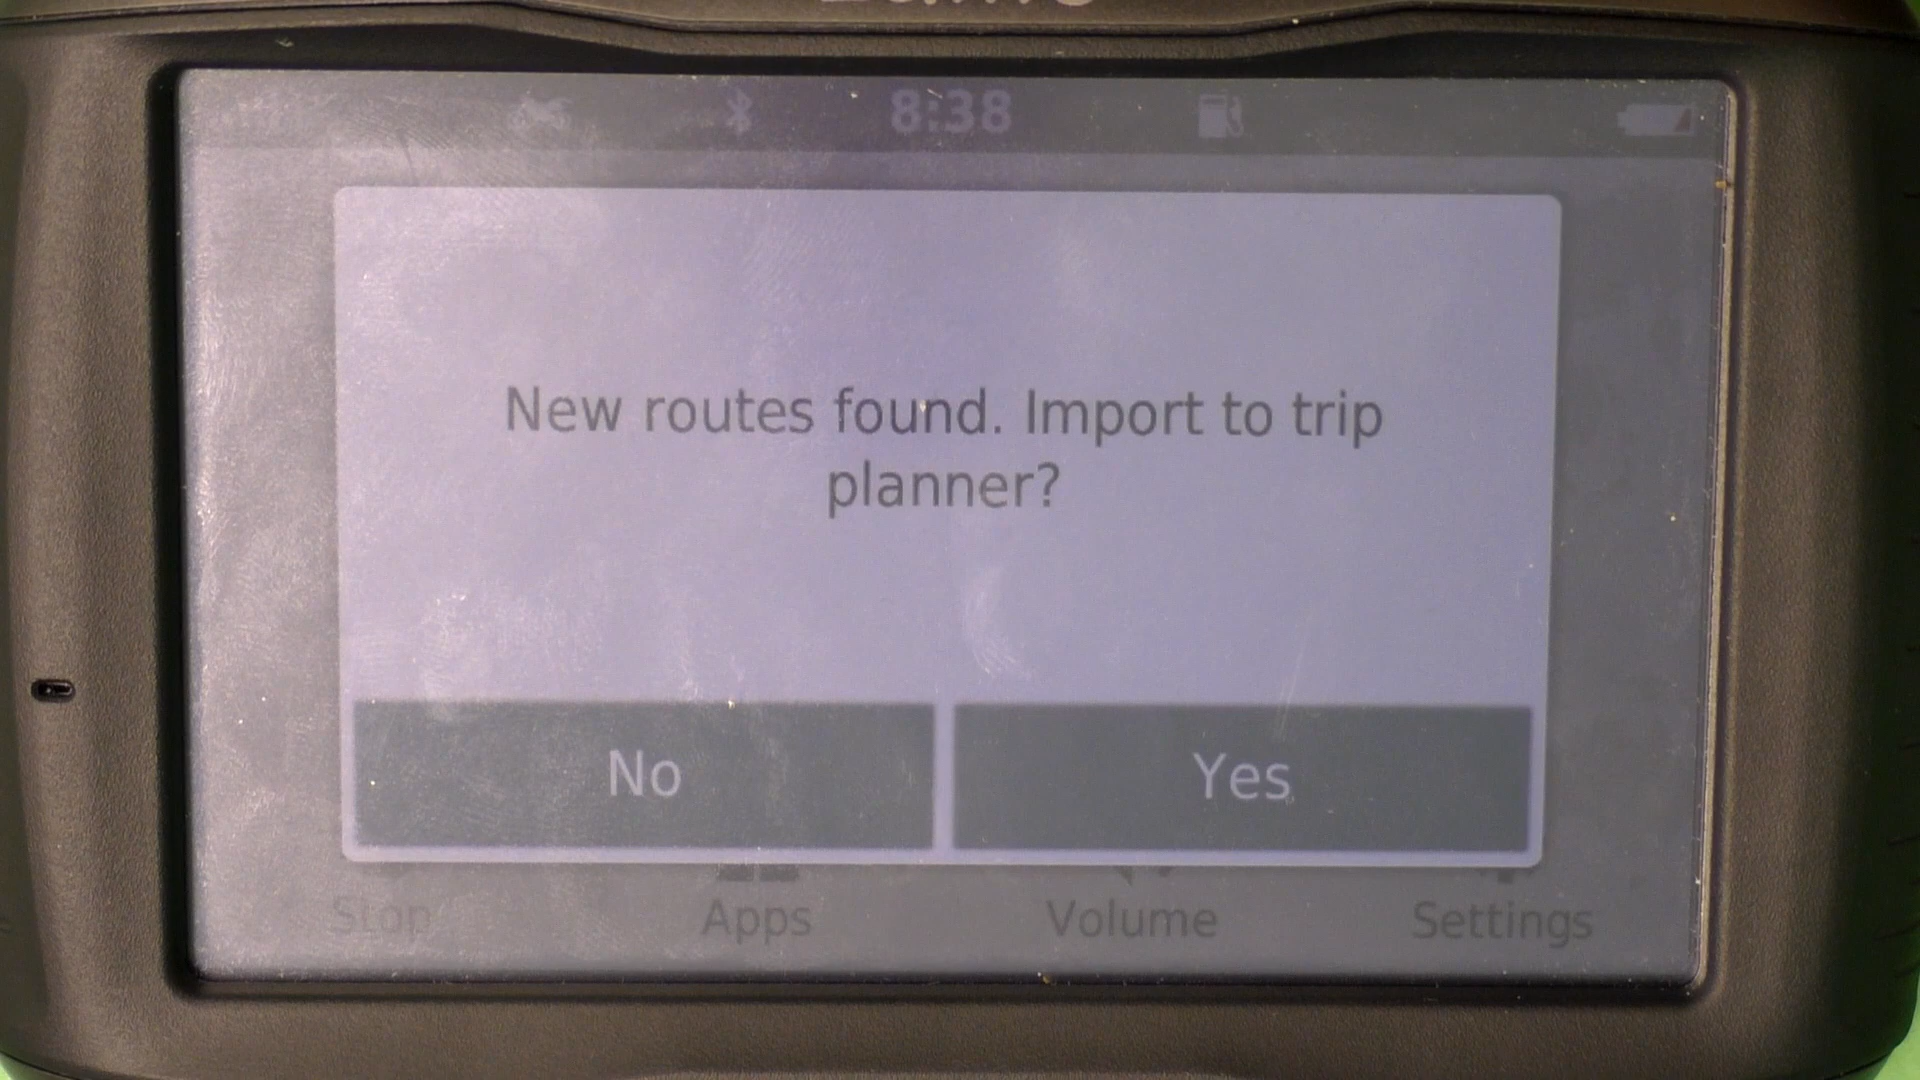 8:38
New routes found. Import to trip
planner?
No Yes
Stop Apps Volume Settings